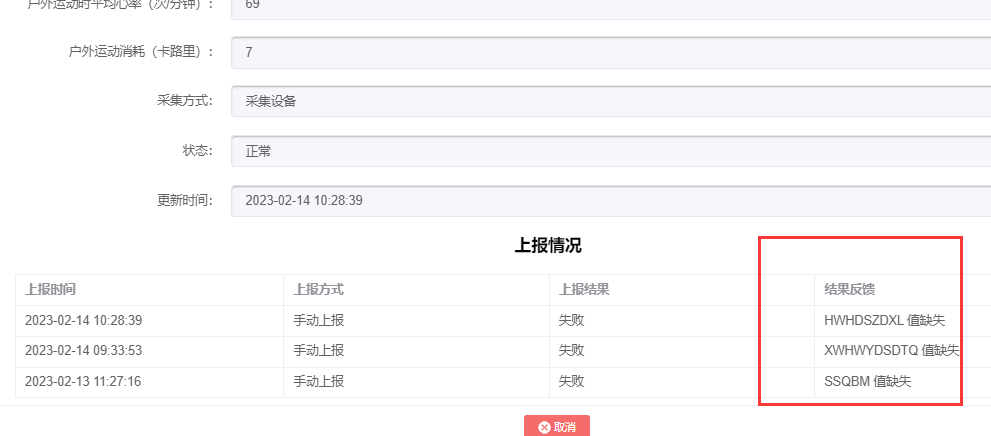 户外运动时平均心率（次/分钟）: 69
户外运动消耗（卡路里）: 7
采集方式: 采集设备
状态: 正常
更新时间: 2023-02-14 10:28:39
上报情况
上报时间 上报方式 上报结果 结果反馈
2023-02-14 10:28:39 手动上报 失败 HWHDSZDXL 值缺失
2023-02-14 09:33:53 手动上报 失败 XWHWYDSDTQ 值缺失
2023-02-13 11:27:16 手动上报 失败 SSQBM 值缺失
取消